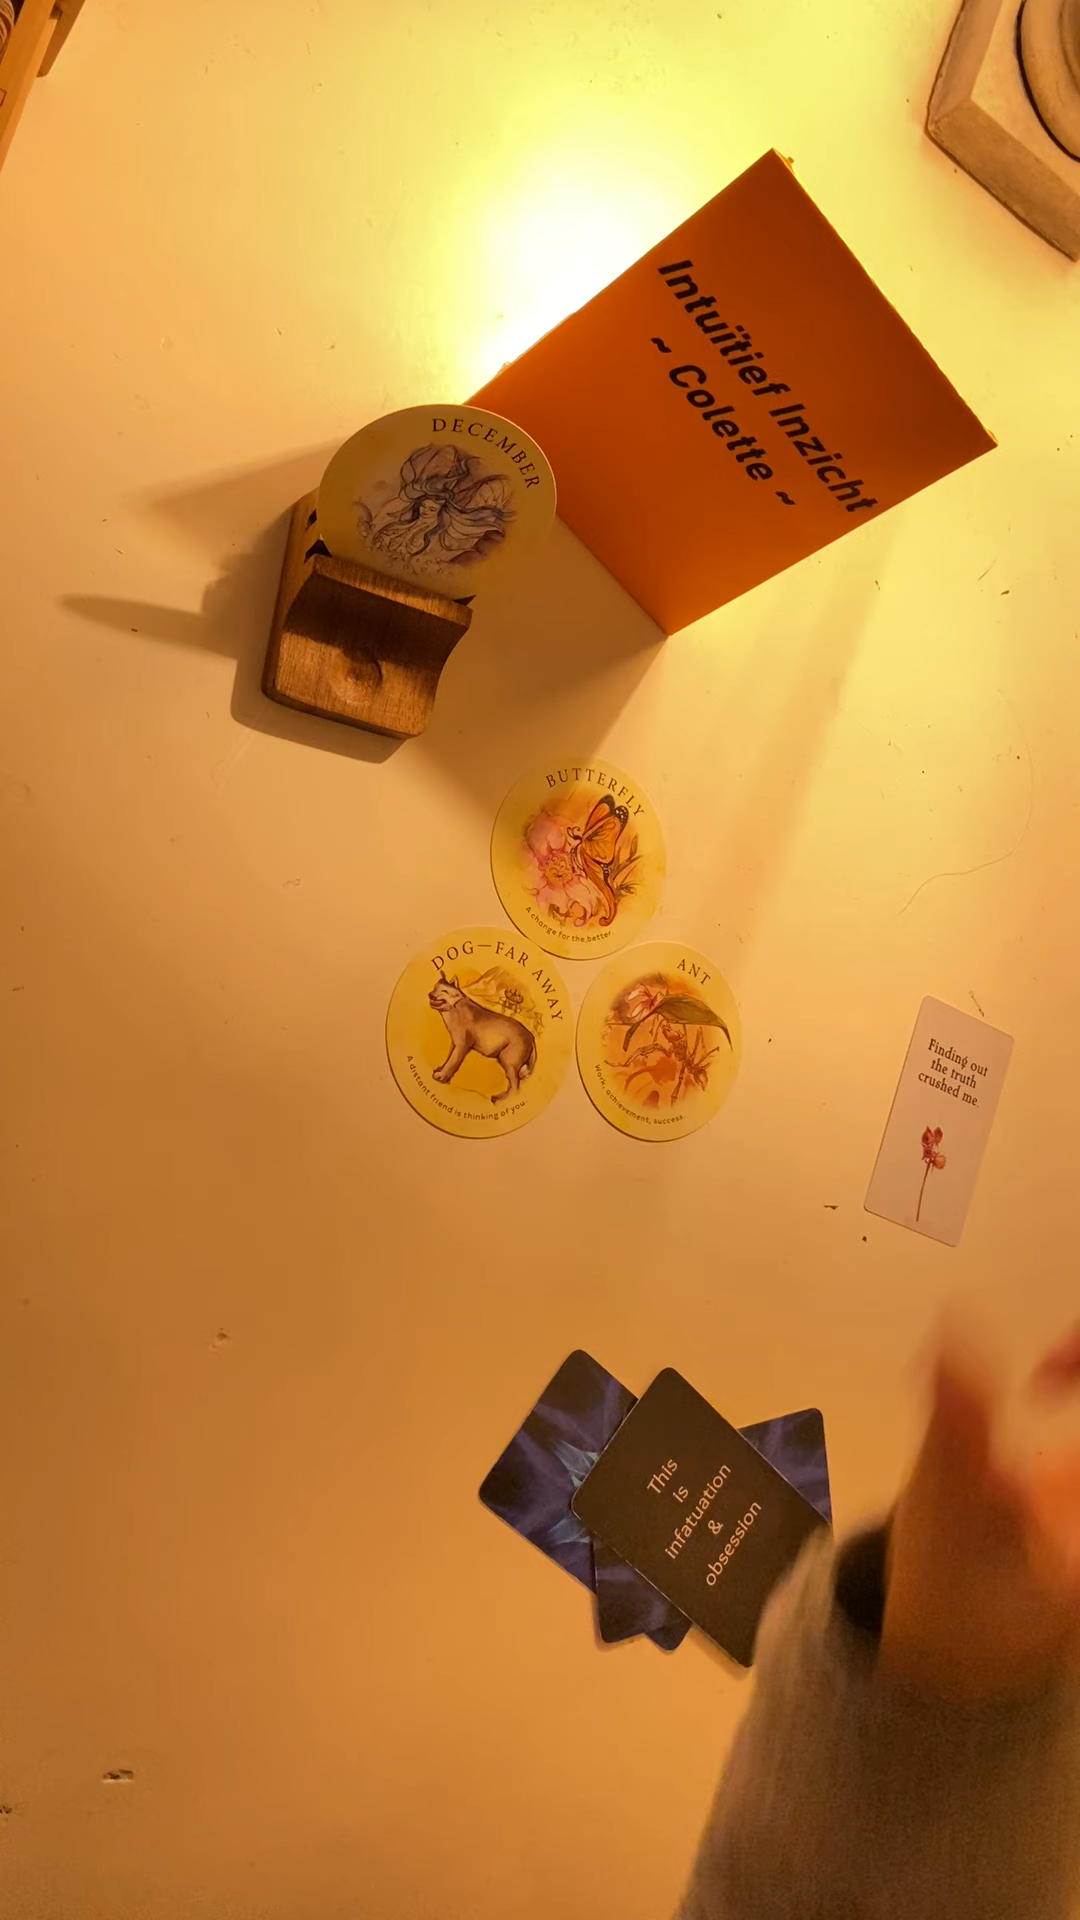 Intuïtief Inzicht
~ Colette ~
DECEMBER
BUTTERFLY
A change for the better.
DOG—FAR AWAY
A distant friend is thinking of you.
ANT
Work, achievement, success.
Finding out
the truth
crushed me.
This
is
infatuation
&
obsession